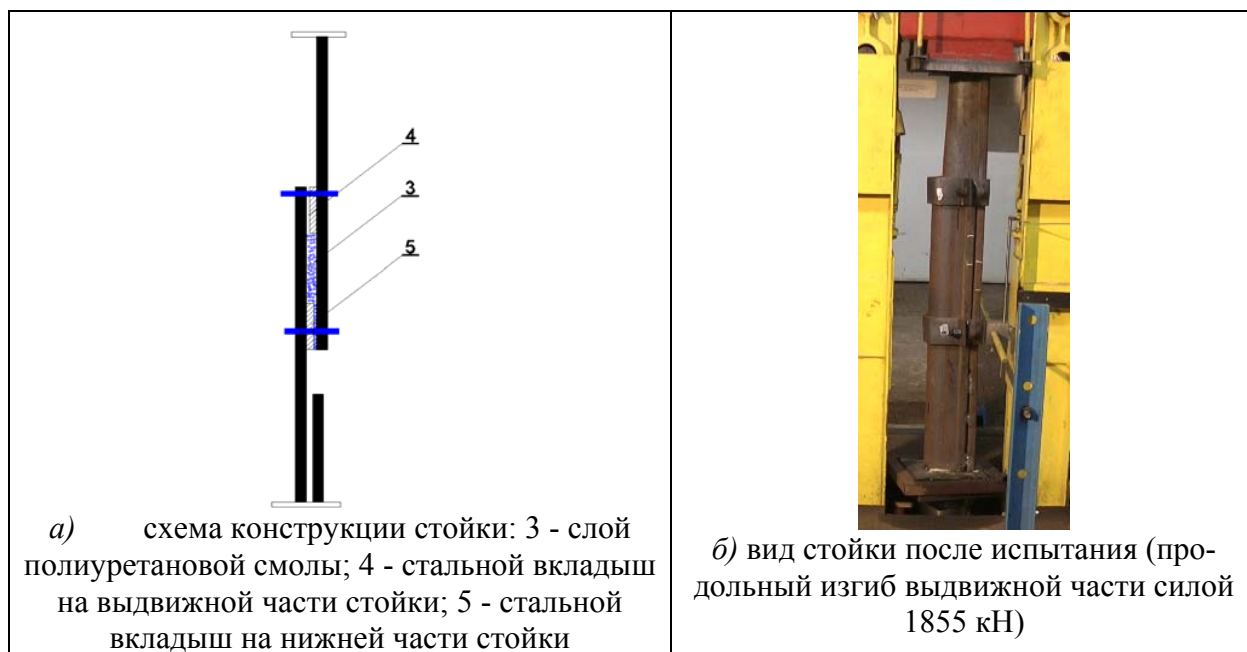 4
3
5
а) схема конструкции стойки: 3 - слой
полиуретановой смолы; 4 - стальной вкладыш
на выдвижной части стойки; 5 - стальной
вкладыш на нижней части стойки
б) вид стойки после испытания (про-
дольный изгиб выдвижной части силой
1855 кН)